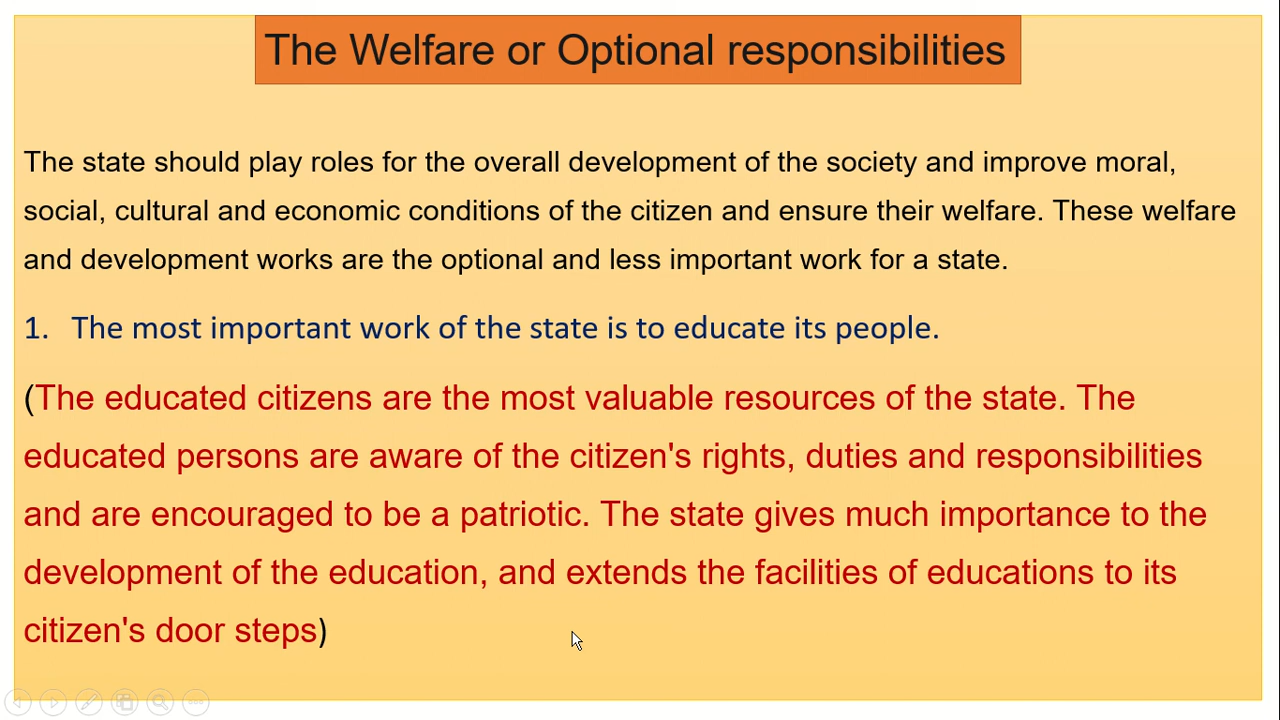 The Welfare or Optional responsibilities
The state should play roles for the overall development of the society and improve moral,
social, cultural and economic conditions of the citizen and ensure their welfare. These welfare
and development works are the optional and less important work for a state.
1. The most important work of the state is to educate its people.
(The educated citizens are the most valuable resources of the state. The
educated persons are aware of the citizen's rights, duties and responsibilities
and are encouraged to be a patriotic. The state gives much importance to the
development of the education, and extends the facilities of educations to its
citizen's door steps)